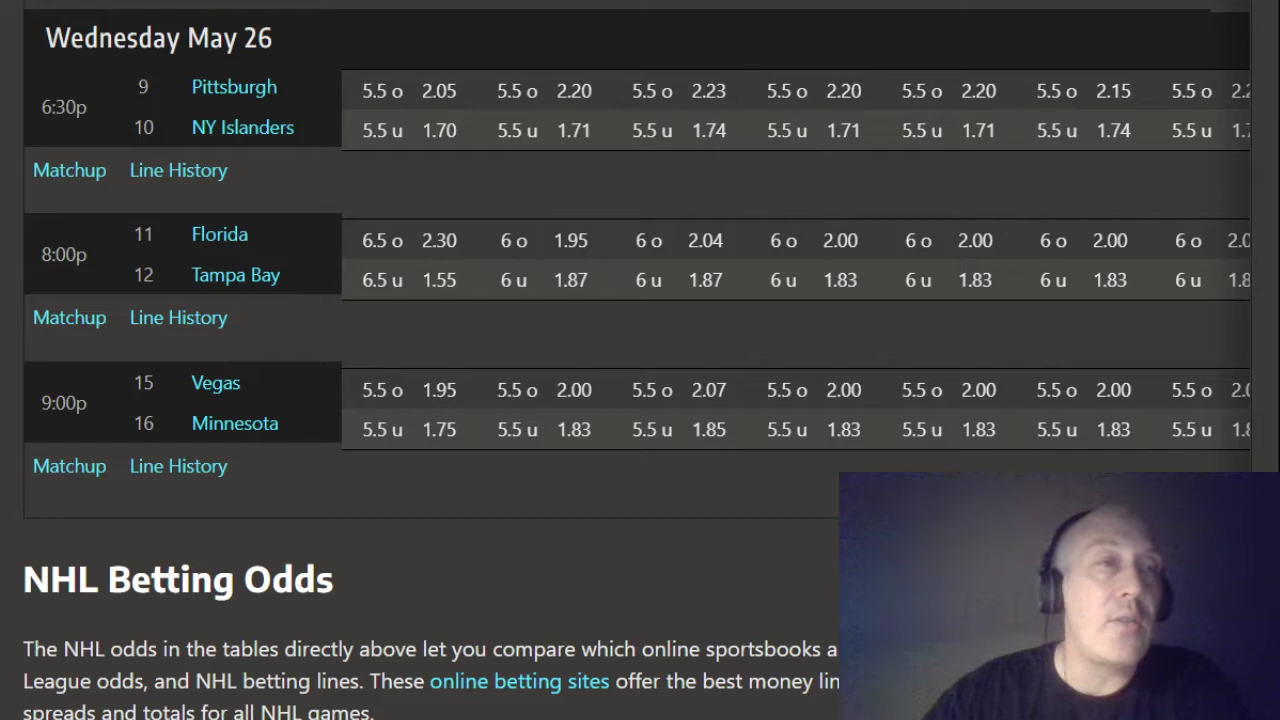 Wednesday May 26
9 Pittsburgh 5.5 o 2.05 5.5 o 2.20 5.5 o 2.23 5.5 o 2.20 5.5 o 2.20 5.5 o 2.15 5.5 o
6:30p
10 NY Islanders 5.5 u 1.70 5.5 u 1.71 5.5 u 1.74 5.5 u 1.71 5.5 u 1.71 5.5 u 1.74 5.5 u
Matchup Line History
11 Florida 6.5 o 2.30 6 o 1.95 6 o 2.04 6 o 2.00 6 o 2.00 6 o 2.00 6 o
8:00p
12 Tampa Bay 6.5 u 1.55 6 u 1.87 6 u 1.87 6 u 1.83 6 u 1.83 6 u 1.83 6 u
Matchup Line History
15 Vegas 5.5 o 1.95 5.5 o 2.00 5.5 o 2.07 5.5 o 2.00 5.5 o 2.00 5.5 o 2.00 5.5 o
9:00p
16 Minnesota 5.5 u 1.75 5.5 u 1.83 5.5 u 1.85 5.5 u 1.83 5.5 u 1.83 5.5 u 1.83 5.5 u
Matchup Line History
NHL Betting Odds
The NHL odds in the tables directly above let you compare which online sportsbooks
League odds, and NHL betting lines. These online betting sites offer the best money
spreads and totals for all NHL games.